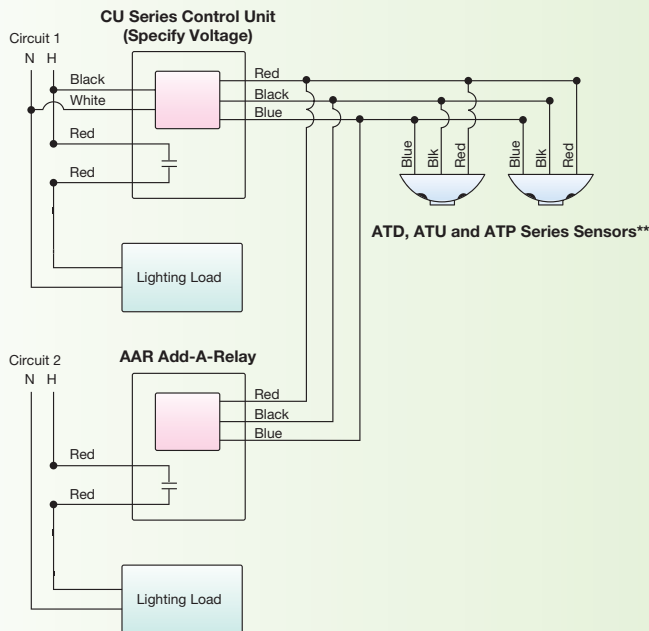 CU Series Control Unit
(Specify Voltage)
Circuit 1
N H
Black
White
Red
Red
Red
Black
Blue
Blue
Blk
Red
Blue
Blk
Red
ATD, ATU and ATP Series Sensors**
Lighting Load
Circuit 2
N H
AAR Add-A-Relay
Red
Black
Blue
Red
Red
Lighting Load